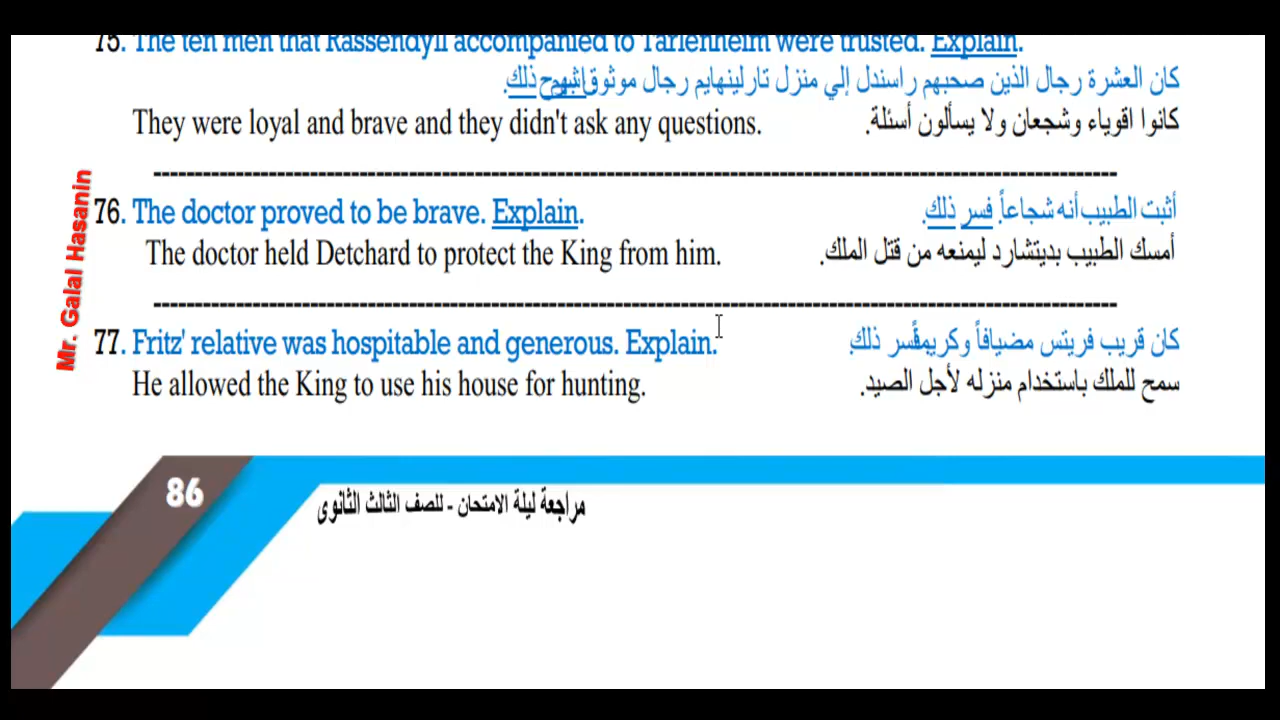 75. The ten men that Rassendyll accompanied to Tarlenheim were trusted. Explain.
كان العشرة رجال الذين صحبهم راسندل إلي منزل تارلينهايم رجال موثوق ذلك.
They were loyal and brave and they didn't ask any questions. كانوا اقوياء وشجعان ولا يسألون أسئلة.
---
76. The doctor proved to be brave. Explain. أثبت الطبيب أنه شجاعاً. فسر ذلك.
The doctor held Detchard to protect the King from him. أمسك الطبيب بديتشارد ليمنعه من قتل الملك.
---
77. Fritz' relative was hospitable and generous. Explain. كان قريب فريتس مضيافاً وكريم فسر ذلك.
He allowed the King to use his house for hunting. سمح للملك باستخدام منزله لأجل الصيد.
Mr. Galal Hasanin
86
مراجعة ليلة الامتحان - للصف الثالث الثانوى